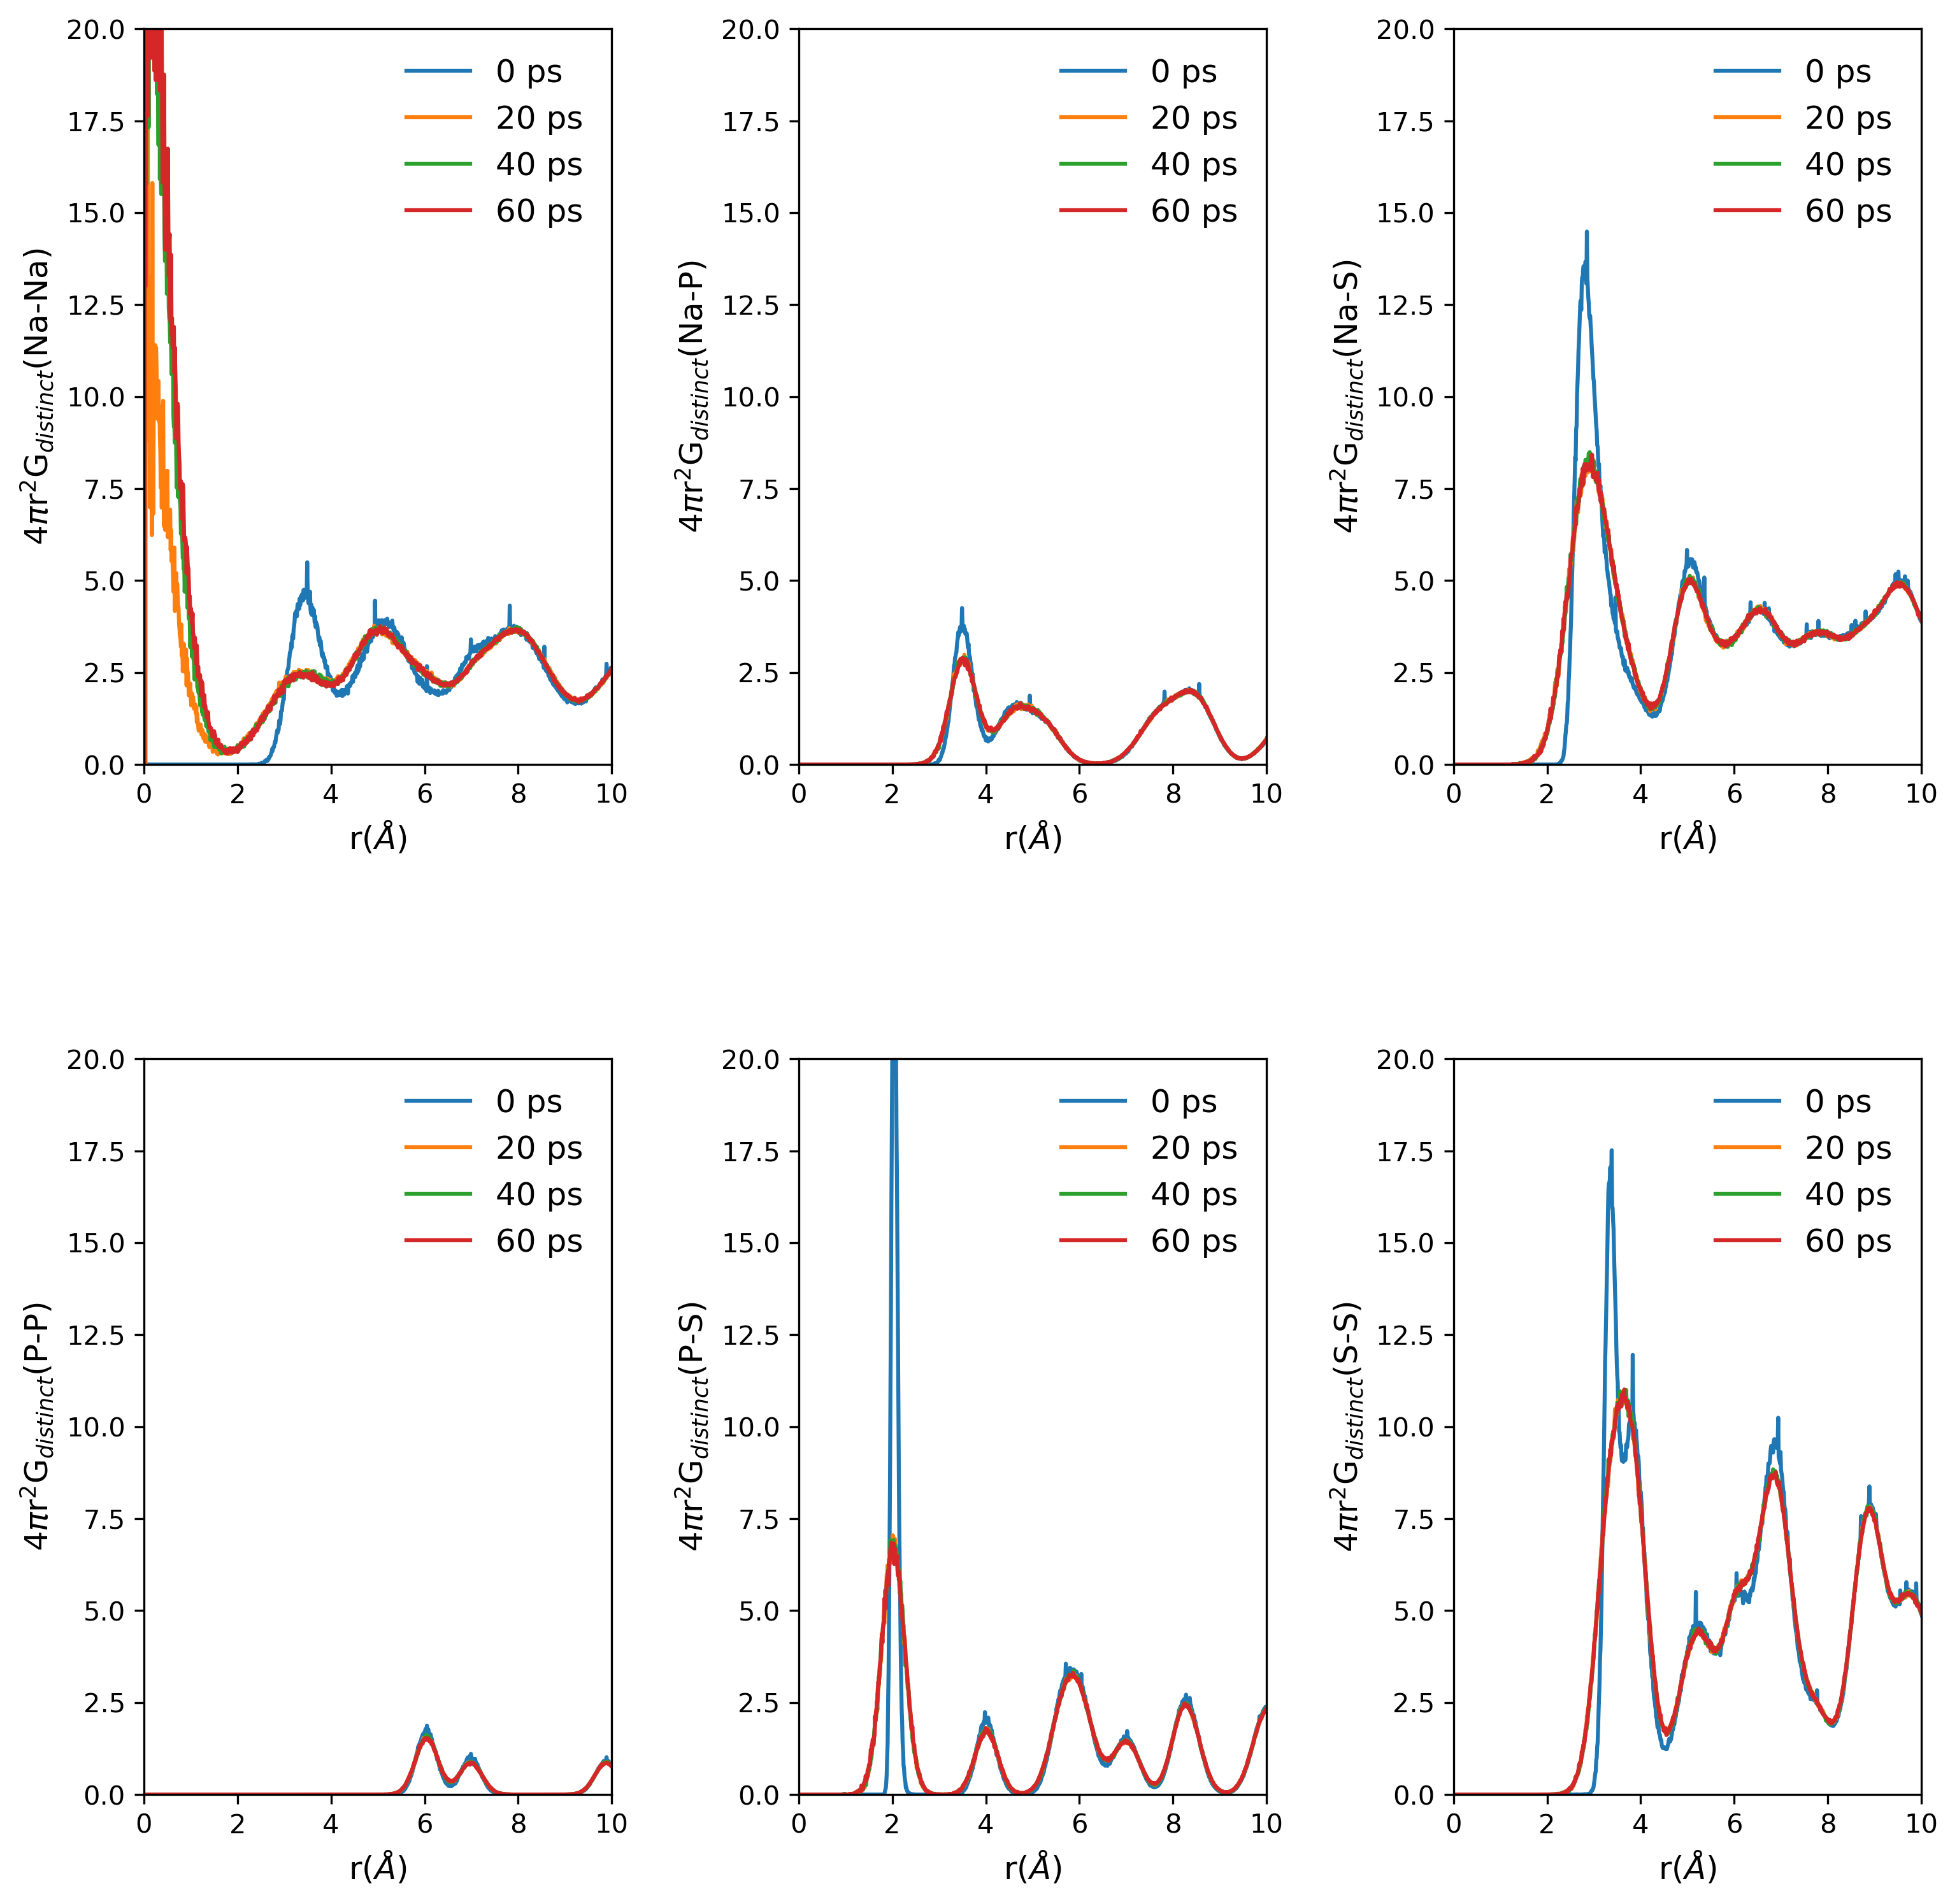 4πr²G_distinct(Na-Na)
20.0
17.5
15.0
12.5
10.0
7.5
5.0
2.5
0.0
0 2 4 6 8 10
r(Å)
0 ps
20 ps
40 ps
60 ps
4πr²G_distinct(Na-P)
20.0
17.5
15.0
12.5
10.0
7.5
5.0
2.5
0.0
0 2 4 6 8 10
r(Å)
0 ps
20 ps
40 ps
60 ps
4πr²G_distinct(Na-S)
20.0
17.5
15.0
12.5
10.0
7.5
5.0
2.5
0.0
0 2 4 6 8 10
r(Å)
0 ps
20 ps
40 ps
60 ps
4πr²G_distinct(P-P)
20.0
17.5
15.0
12.5
10.0
7.5
5.0
2.5
0.0
0 2 4 6 8 10
r(Å)
0 ps
20 ps
40 ps
60 ps
4πr²G_distinct(P-S)
20.0
17.5
15.0
12.5
10.0
7.5
5.0
2.5
0.0
0 2 4 6 8 10
r(Å)
0 ps
20 ps
40 ps
60 ps
4πr²G_distinct(S-S)
20.0
17.5
15.0
12.5
10.0
7.5
5.0
2.5
0.0
0 2 4 6 8 10
r(Å)
0 ps
20 ps
40 ps
60 ps